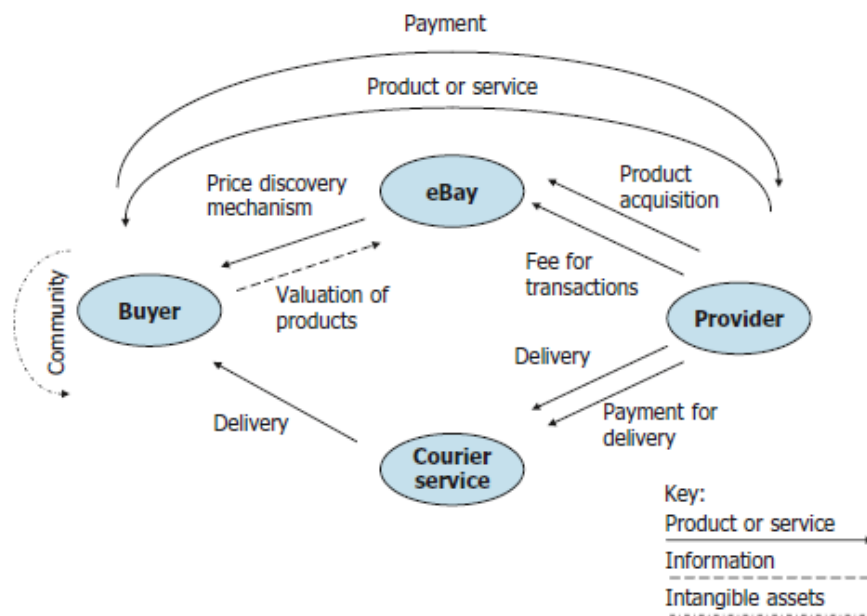 Payment
Product or service
Price discovery
mechanism
eBay
Product
acquisition
Fee for
transactions
Community
Buyer
Valuation of
products
Provider
Delivery
Payment for
delivery
Delivery
Courier
service
Key:
Product or service
Information
Intangible assets